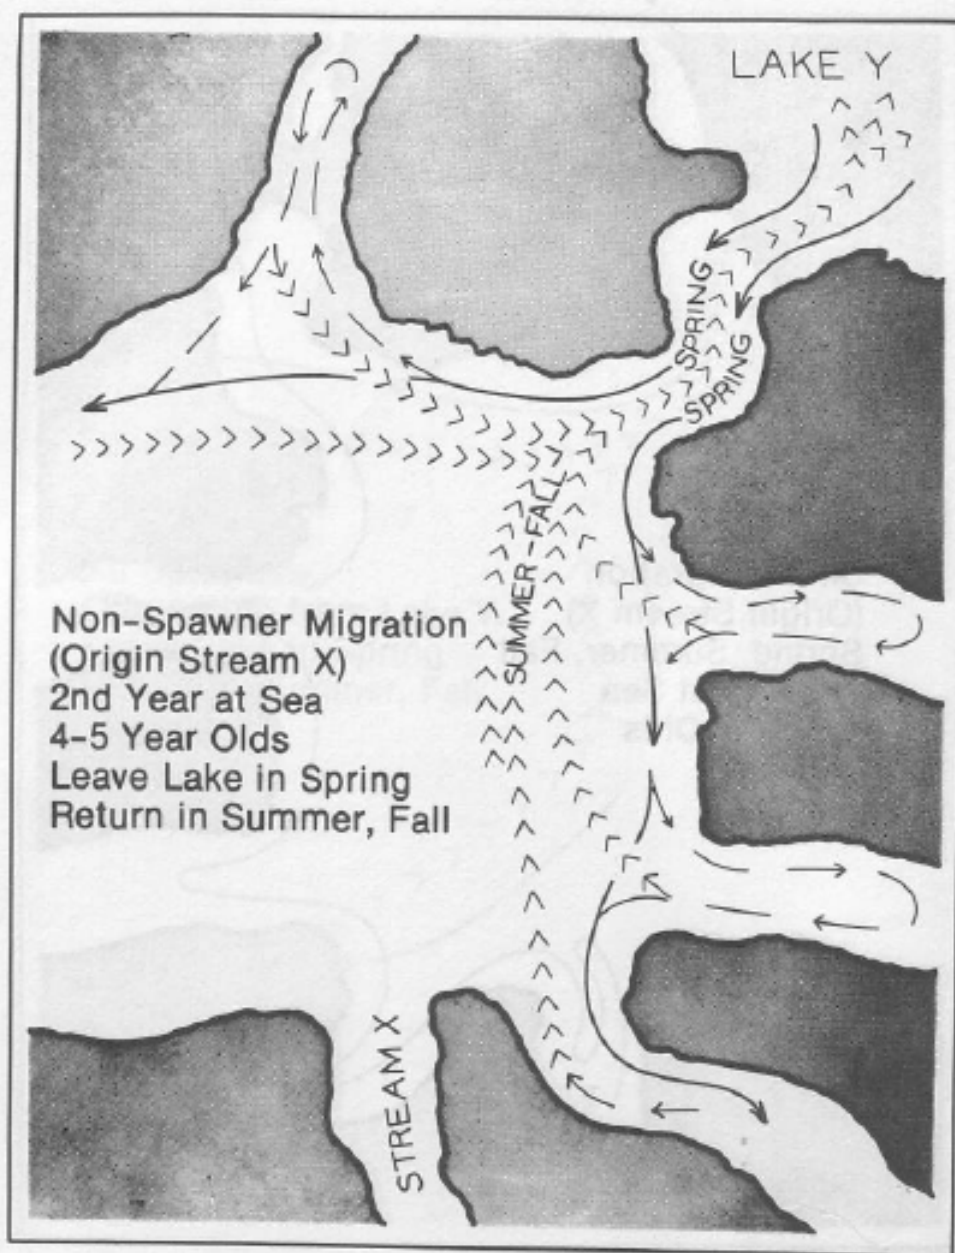 LAKE Y
SPRING
SPRING
SUMMER-FALL
Non-Spawner Migration
(Origin Stream X)
2nd Year at Sea
4-5 Year Olds
Leave Lake in Spring
Return in Summer, Fall
STREAM X